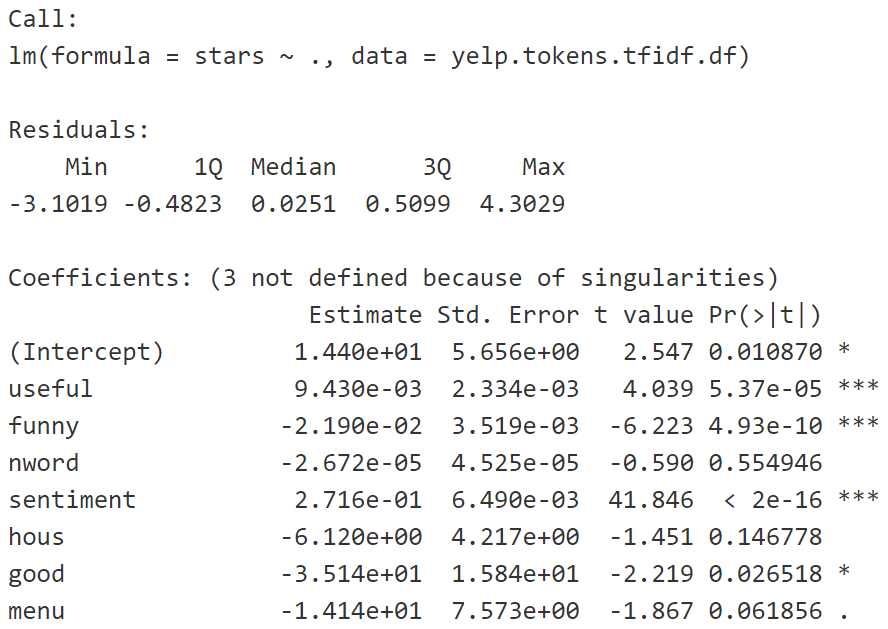 Call:
lm(formula = stars ~ ., data = yelp.tokens.tfidf.df)
Residuals:
    Min      1Q  Median      3Q     Max
-3.1019 -0.4823  0.0251  0.5099  4.3029
Coefficients: (3 not defined because of singularities)
                     Estimate Std. Error t value Pr(>|t|)
(Intercept)         1.440e+01  5.656e+00   2.547 0.010870 *
useful              9.430e-03  2.334e-03   4.039 5.37e-05 ***
funny              -2.190e-02  3.519e-03  -6.223 4.93e-10 ***
nword              -2.672e-05  4.525e-05  -0.590 0.554946
sentiment           2.716e-01  6.490e-03  41.846  < 2e-16 ***
hous               -6.120e+00  4.217e+00  -1.451 0.146778
good               -3.514e+01  1.584e+01  -2.219 0.026518 *
menu               -1.414e+01  7.573e+00  -1.867 0.061856 .